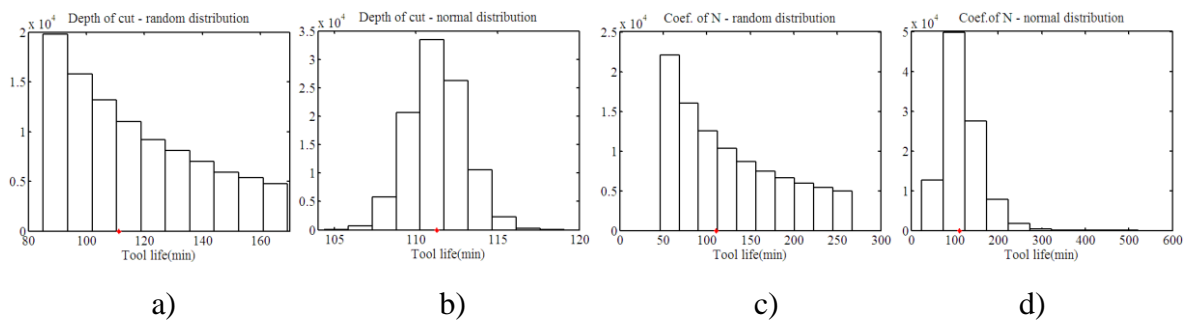 Depth of cut - random distribution
x 10⁴
2
1.5
1
0.5
0
80 100 120 140 160
Tool life(min)
a)
Depth of cut - normal distribution
x 10⁴
3.5
3
2.5
2
1.5
1
0.5
0
105 110 115 120
Tool life(min)
b)
Coef. of N - random distribution
x 10⁴
25
2
1.5
1
0.5
0
0 50 100 150 200 250 300
Tool life(min)
c)
Coef.of N - normal distribution
x 10⁴
5
4
3
2
1
0
0 100 200 300 400 500 600
Tool life(min)
d)